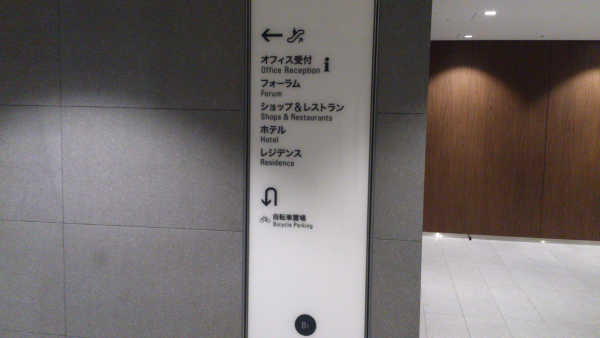 オフィス受付
Office Reception
フォーラム
Forum
ショップ&レストラン
Shops & Restaurants
ホテル
Hotel
レジデンス
Residence
自転車置場
Bicycle Parking